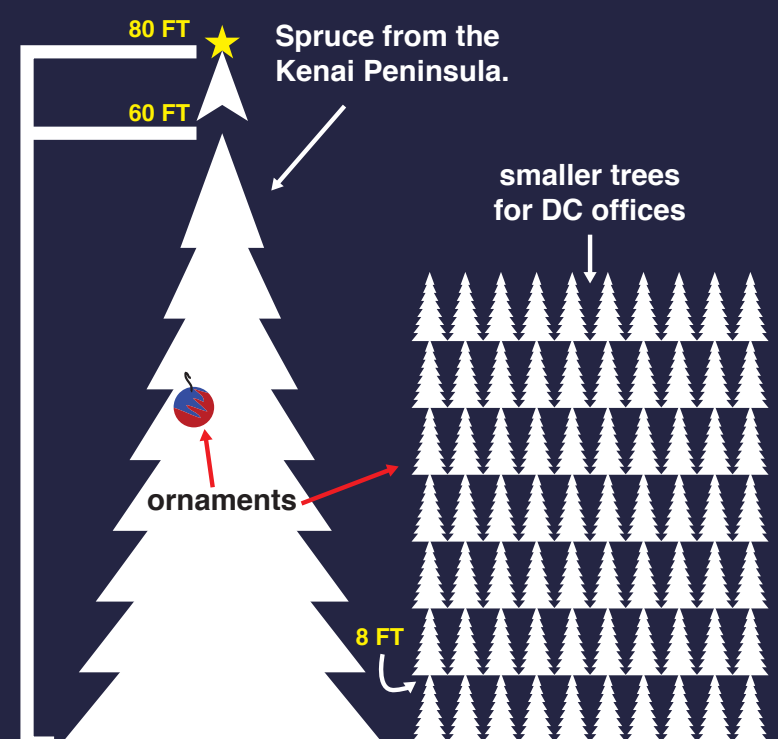 80 FT
Spruce from the
Kenai Peninsula.
60 FT
smaller trees
for DC offices
ornaments
8 FT